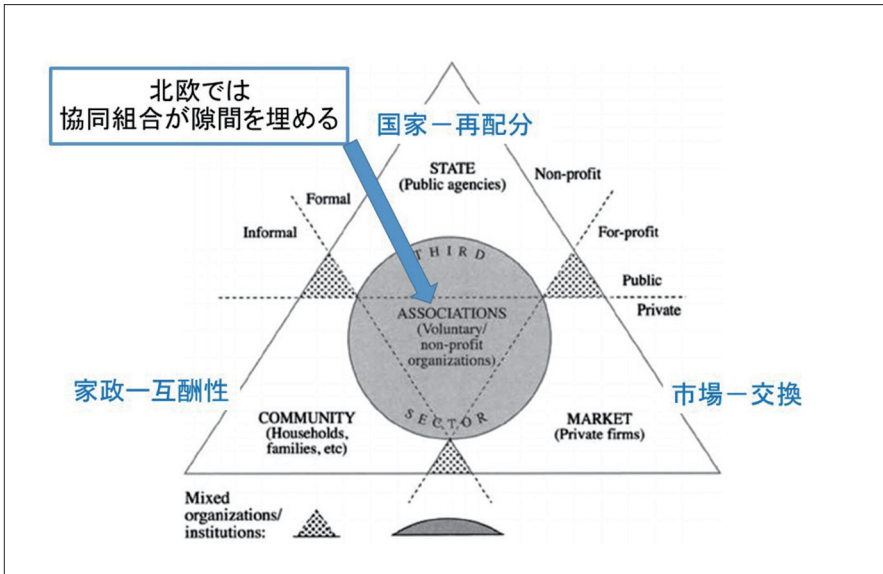 北欧では
協同組合が隙間を埋める
国家－再配分
STATE
(Public agencies)
Non-profit
Formal
Informal
For-profit
THIRD
Public
Private
ASSOCIATIONS
(Voluntary/
non-profit
organizations)
家政－互酬性
市場－交換
SECTOR
COMMUNITY
(Households,
families, etc)
MARKET
(Private firms)
Mixed
organizations/
institutions: